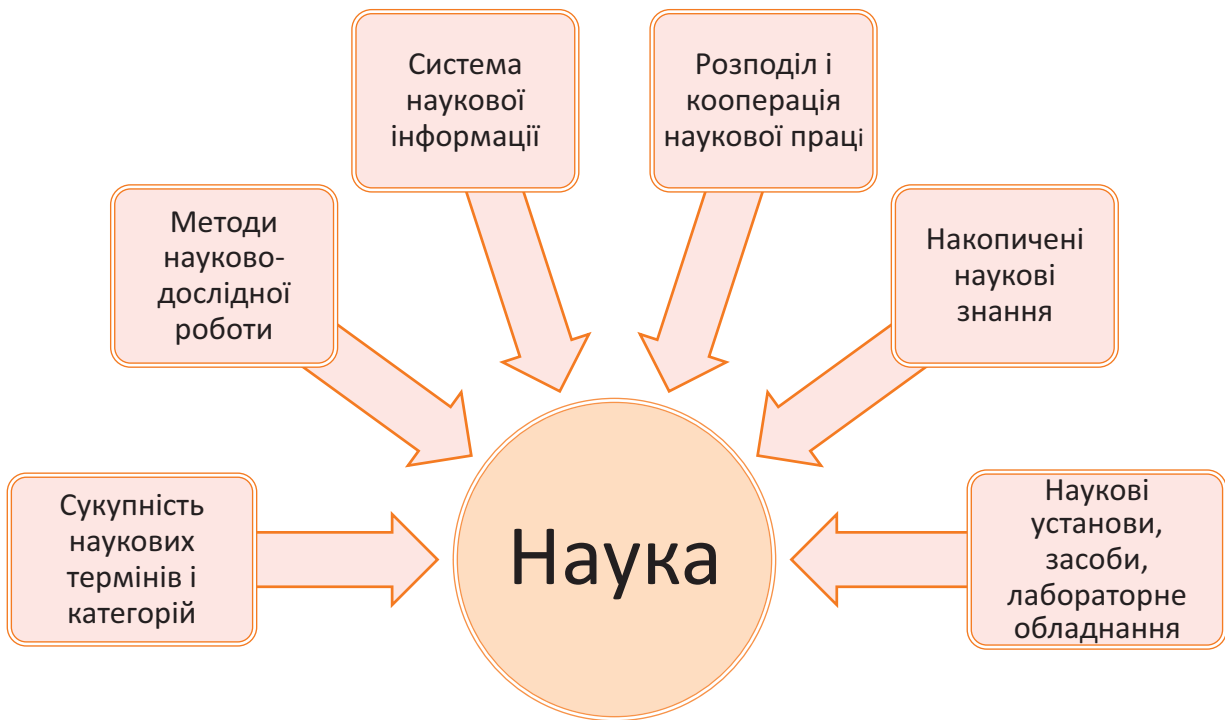 Система
наукової
інформації
Розподіл і
кооперація
наукової праці
Методи
науково-
дослідної
роботи
Накопичені
наукові
знання
Сукупність
наукових
термінів і
категорій
Наука
Наукові
установи,
засоби,
лабораторне
обладнання